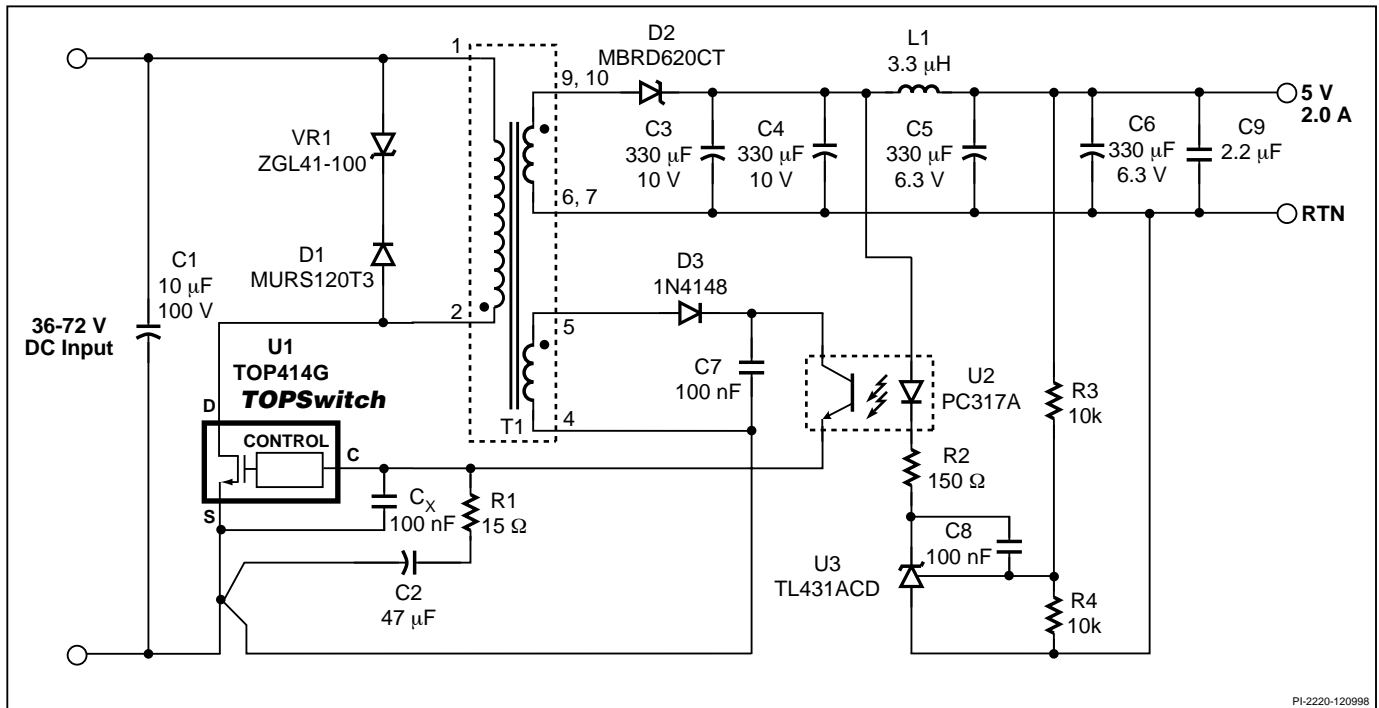 1
D2
MBRD620CT
L1
3.3 μH
9, 10
5 V
2.0 A
VR1
ZGL41-100
C3
330 μF
10 V
C4
330 μF
10 V
C5
330 μF
6.3 V
C6
330 μF
6.3 V
C9
2.2 μF
6, 7
RTN
D1
MURS120T3
C1
10 μF
100 V
D3
1N4148
2
5
36-72 V
DC Input
U1
TOP414G
TOPSwitch
C7
100 nF
U2
PC317A
R3
10k
D
T1
4
CONTROL
C
R2
150 Ω
S
CX
100 nF
R1
15 Ω
C8
100 nF
U3
TL431ACD
C2
47 μF
R4
10k
PI-2220-120998